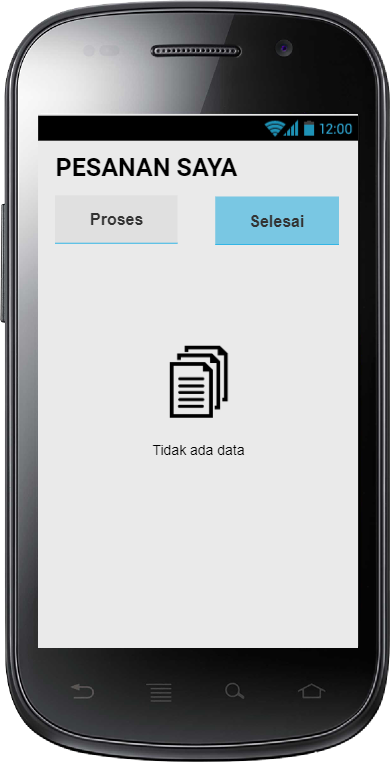 12:00
PESANAN SAYA
Proses
Selesai
Tidak ada data